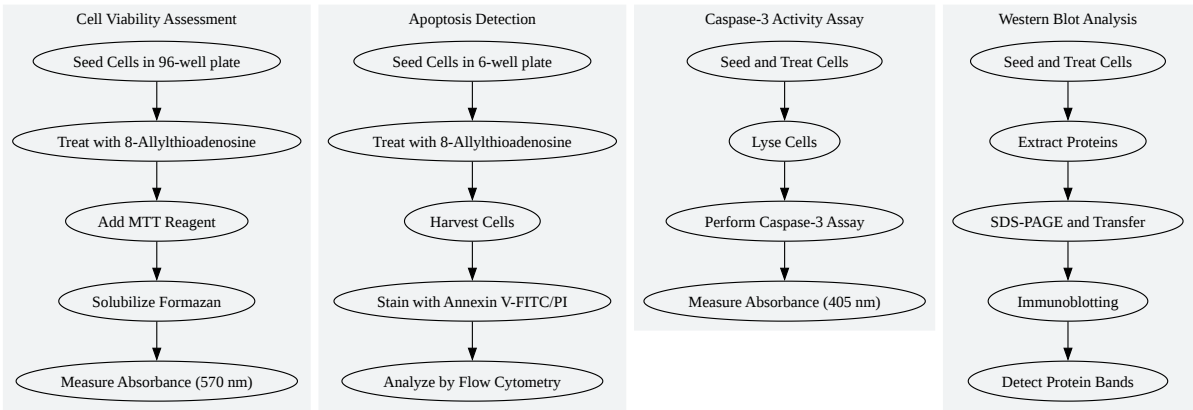 Cell Viability Assessment
Seed Cells in 96-well plate
Treat with 8-Allylthioadenosine
Add MTT Reagent
Solubilize Formazan
Measure Absorbance (570 nm)
Apoptosis Detection
Seed Cells in 6-well plate
Treat with 8-Allylthioadenosine
Harvest Cells
Stain with Annexin V-FITC/PI
Analyze by Flow Cytometry
Caspase-3 Activity Assay
Seed and Treat Cells
Lyse Cells
Perform Caspase-3 Assay
Measure Absorbance (405 nm)
Western Blot Analysis
Seed and Treat Cells
Extract Proteins
SDS-PAGE and Transfer
Immunoblotting
Detect Protein Bands